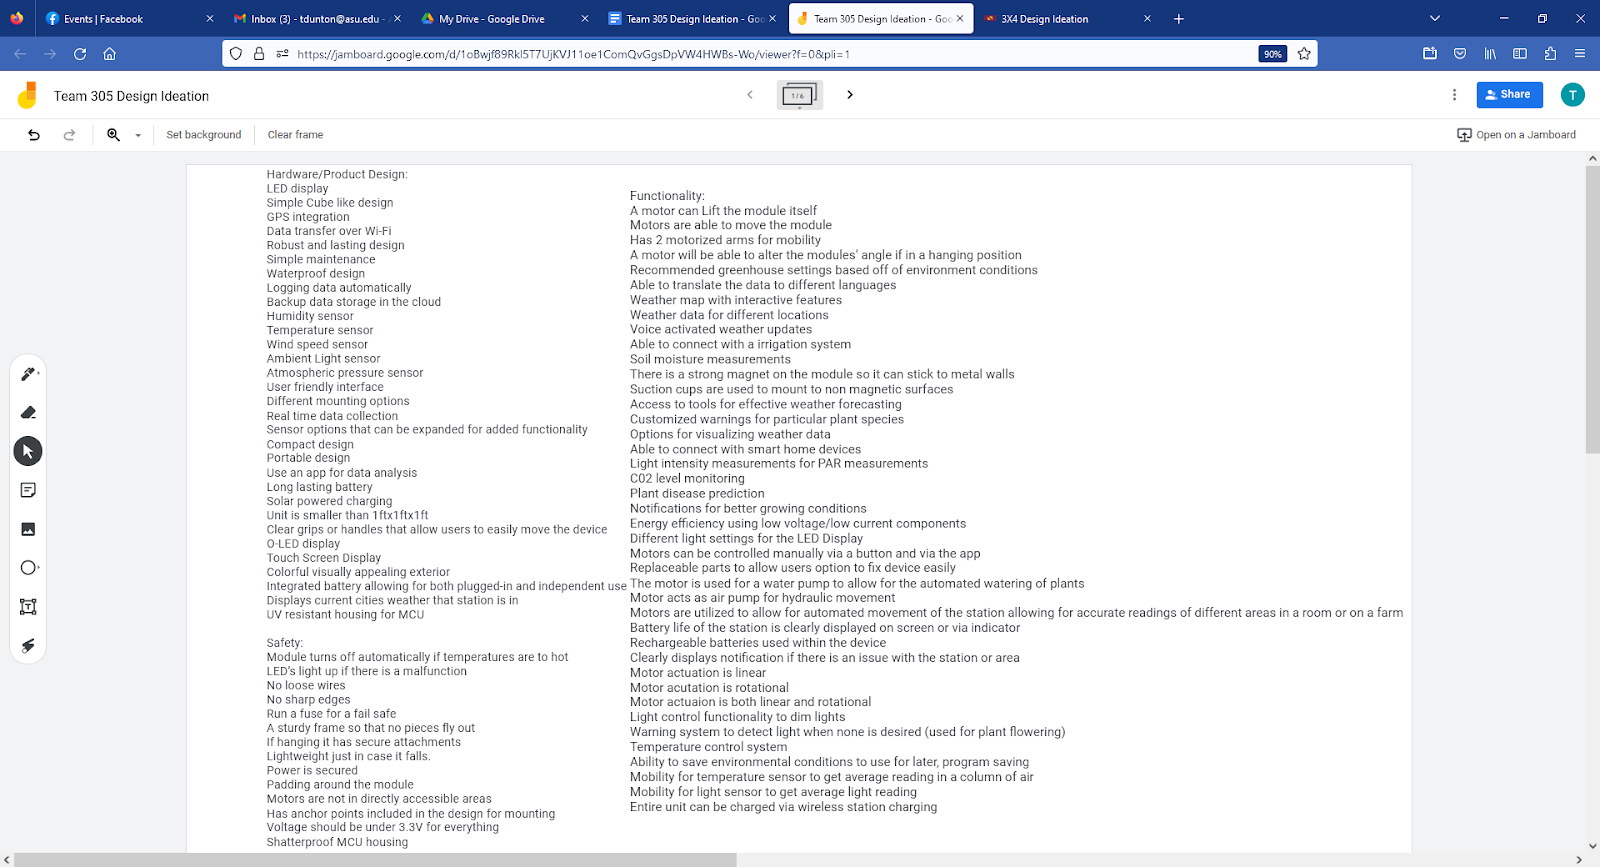 Events | Facebook
Inbox (3) - tdunton@asu.edu -
My Drive - Google Drive
Team 305 Design Ideation - Goo
Team 305 Design Ideation - Goo
3X4 Design Ideation
https://jamboard.google.com/d/1oBwjf89RkI5T7UjKVJ11oe1ComQvGgsDpVW4HWBs-Wo/viewer?f=0&pli=1
90%
Team 305 Design Ideation
1 / 6
Share
T
Set background
Clear frame
Open on a Jamboard
Hardware/Product Design:
LED display
Simple Cube like design
GPS integration
Data transfer over Wi-Fi
Robust and lasting design
Simple maintenance
Waterproof design
Logging data automatically
Backup data storage in the cloud
Humidity sensor
Temperature sensor
Wind speed sensor
Ambient Light sensor
Atmospheric pressure sensor
User friendly interface
Different mounting options
Real time data collection
Sensor options that can be expanded for added functionality
Compact design
Portable design
Use an app for data analysis
Long lasting battery
Solar powered charging
Unit is smaller than 1ftx1ftx1ft
Clear grips or handles that allow users to easily move the device
O-LED display
Touch Screen Display
Colorful visually appealing exterior
Integrated battery allowing for both plugged-in and independent use
Displays current cities weather that station is in
UV resistant housing for MCU
Safety:
Module turns off automatically if temperatures are to hot
LED's light up if there is a malfunction
No loose wires
No sharp edges
Run a fuse for a fail safe
A sturdy frame so that no pieces fly out
If hanging it has secure attachments
Lightweight just in case it falls.
Power is secured
Padding around the module
Motors are not in directly accessible areas
Has anchor points included in the design for mounting
Voltage should be under 3.3V for everything
Shatterproof MCU housing
Functionality:
A motor can Lift the module itself
Motors are able to move the module
Has 2 motorized arms for mobility
A motor will be able to alter the modules' angle if in a hanging position
Recommended greenhouse settings based off of environment conditions
Able to translate the data to different languages
Weather map with interactive features
Weather data for different locations
Voice activated weather updates
Able to connect with a irrigation system
Soil moisture measurements
There is a strong magnet on the module so it can stick to metal walls
Suction cups are used to mount to non magnetic surfaces
Access to tools for effective weather forecasting
Customized warnings for particular plant species
Options for visualizing weather data
Able to connect with smart home devices
Light intensity measurements for PAR measurements
C02 level monitoring
Plant disease prediction
Notifications for better growing conditions
Energy efficiency using low voltage/low current components
Different light settings for the LED Display
Motors can be controlled manually via a button and via the app
Replaceable parts to allow users option to fix device easily
The motor is used for a water pump to allow for the automated watering of plants
Motor acts as air pump for hydraulic movement
Motors are utilized to allow for automated movement of the station allowing for accurate readings of different areas in a room or on a farm
Battery life of the station is clearly displayed on screen or via indicator
Rechargeable batteries used within the device
Clearly displays notification if there is an issue with the station or area
Motor actuation is linear
Motor acutation is rotational
Motor actuaion is both linear and rotational
Light control functionality to dim lights
Warning system to detect light when none is desired (used for plant flowering)
Temperature control system
Ability to save environmental conditions to use for later, program saving
Mobility for temperature sensor to get average reading in a column of air
Mobility for light sensor to get average light reading
Entire unit can be charged via wireless station charging